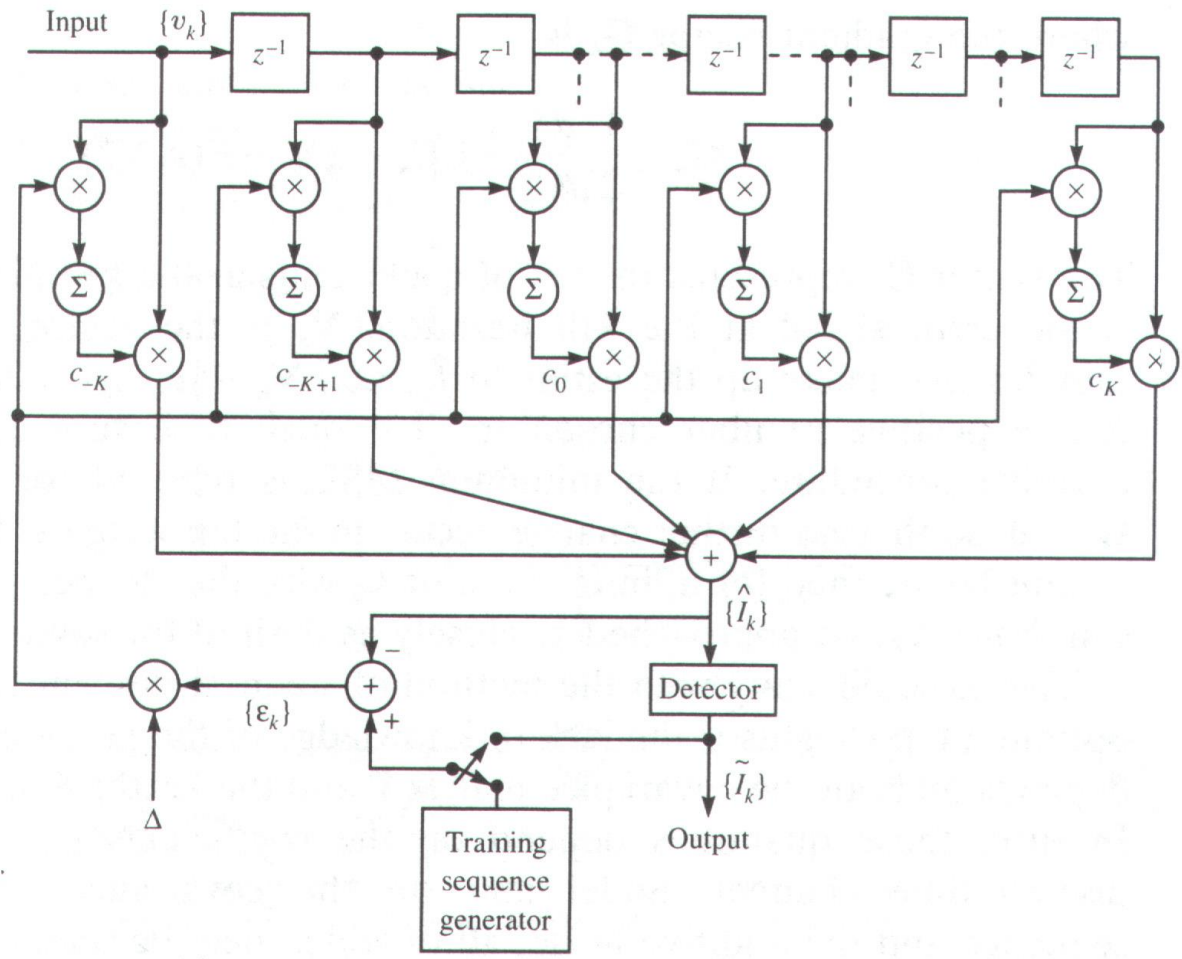 Input {v_k}
z⁻¹ z⁻¹ z⁻¹ z⁻¹ z⁻¹
× × × × ×
Σ Σ Σ Σ Σ
× × × × ×
c_{-K} c_{-K+1} c_0 c_1 c_K
+
{Î_k}
−
× + Detector
{ε_k}
+
{Ĩ_k}
Δ
Output
Training
sequence
generator